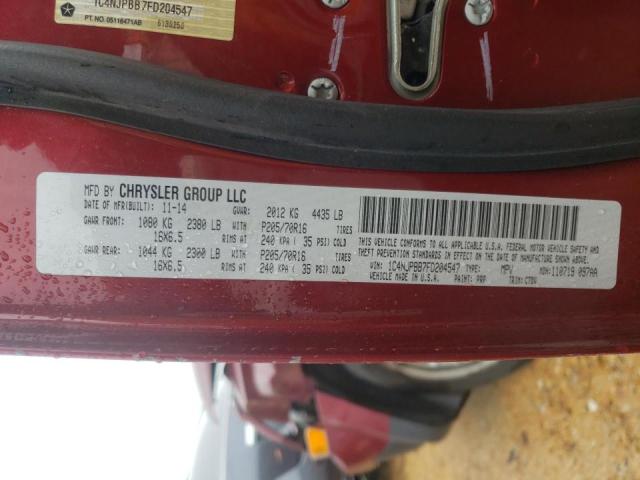 1C4NJPBB7FD204547
PT. NO. 05116471AB
MFD BY CHRYSLER GROUP LLC
DATE OF MFR(BUILT): 11-14 GVWR: 2012 KG 4435 LB
GAWR FRONT: 1080 KG 2380 LB WITH P205/70R16 TIRES
16X6.5 RIMS AT 240 KPA ( 35 PSI) COLD
GAWR REAR: 1044 KG 2300 LB WITH P205/70R16 TIRES
16X6.5 RIMS AT 240 KPA ( 35 PSI) COLD
THIS VEHICLE CONFORMS TO ALL APPLICABLE U.S.A. FEDERAL MOTOR VEHICLE SAFETY AND
THEFT PREVENTION STANDARDS IN EFFECT ON THE DATE OF MANUFACTURE SHOWN ABOVE.
VIN: 1C4NJPBB7FD204547 TYPE: MPV MDH:110719 097AA
VEHICLE MADE IN U.S.A. PAINT: PRP TRIM: